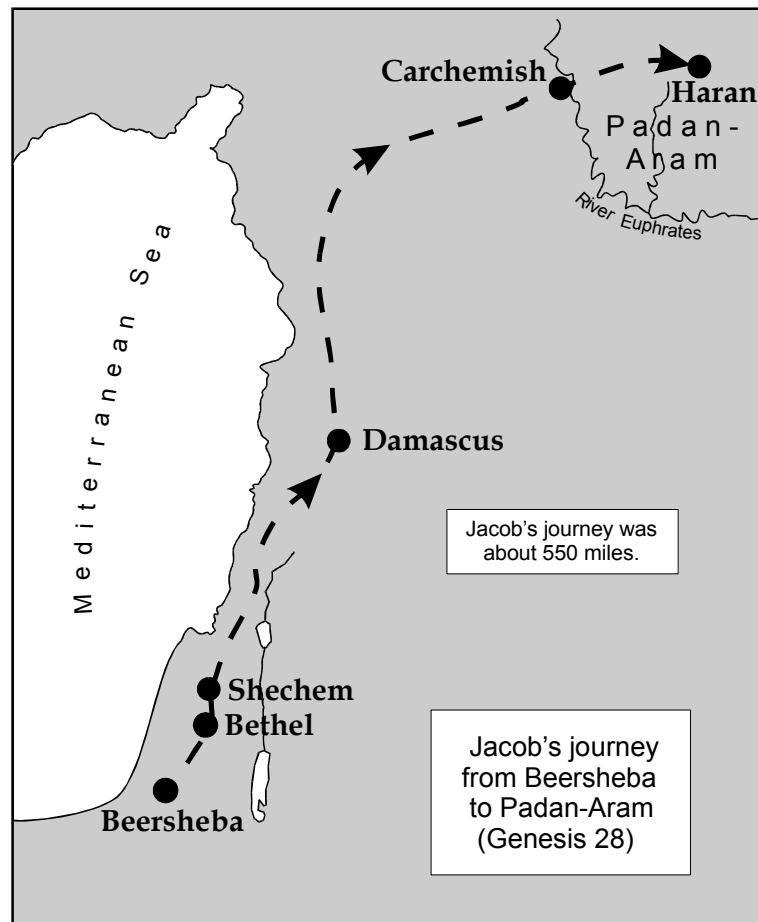 Carchemish
Haran
Padan-
Aram
River Euphrates
Mediterranean Sea
Damascus
Jacob’s journey was
about 550 miles.
Shechem
Bethel
Beersheba
Jacob’s journey
from Beersheba
to Padan-Aram
(Genesis 28)